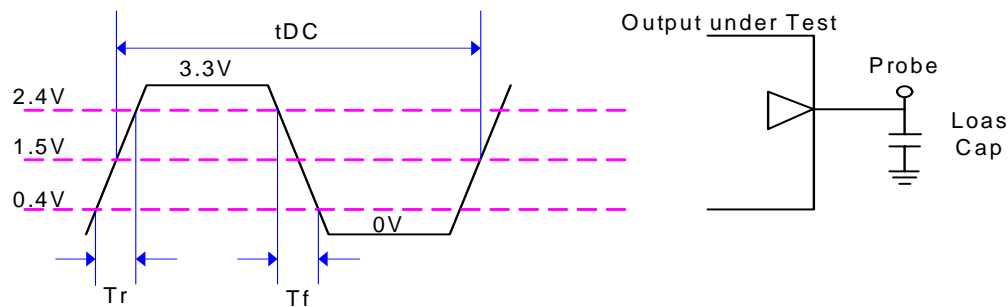 tDC
3.3V
2.4V
1.5V
0.4V
0V
Tr
Tf
Output under Test
Probe
Loas
Cap